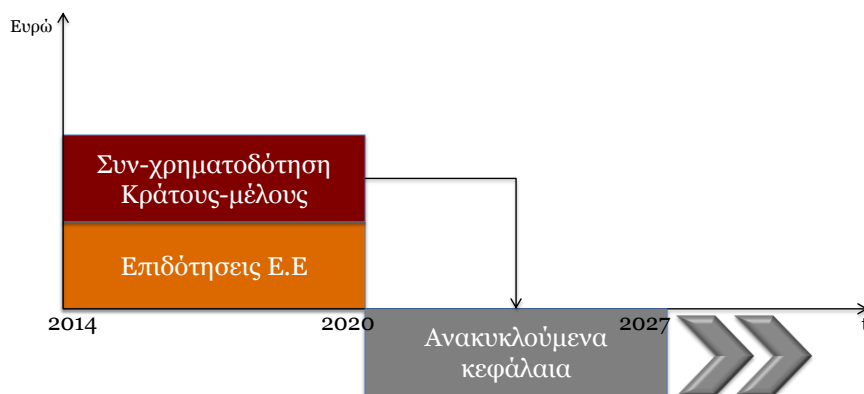 Ευρώ
Συν-χρηματοδότηση
Κράτους-μέλους
Επιδότησεις Ε.Ε
2014
2020
2027
t
Ανακυκλούμενα
κεφάλαια